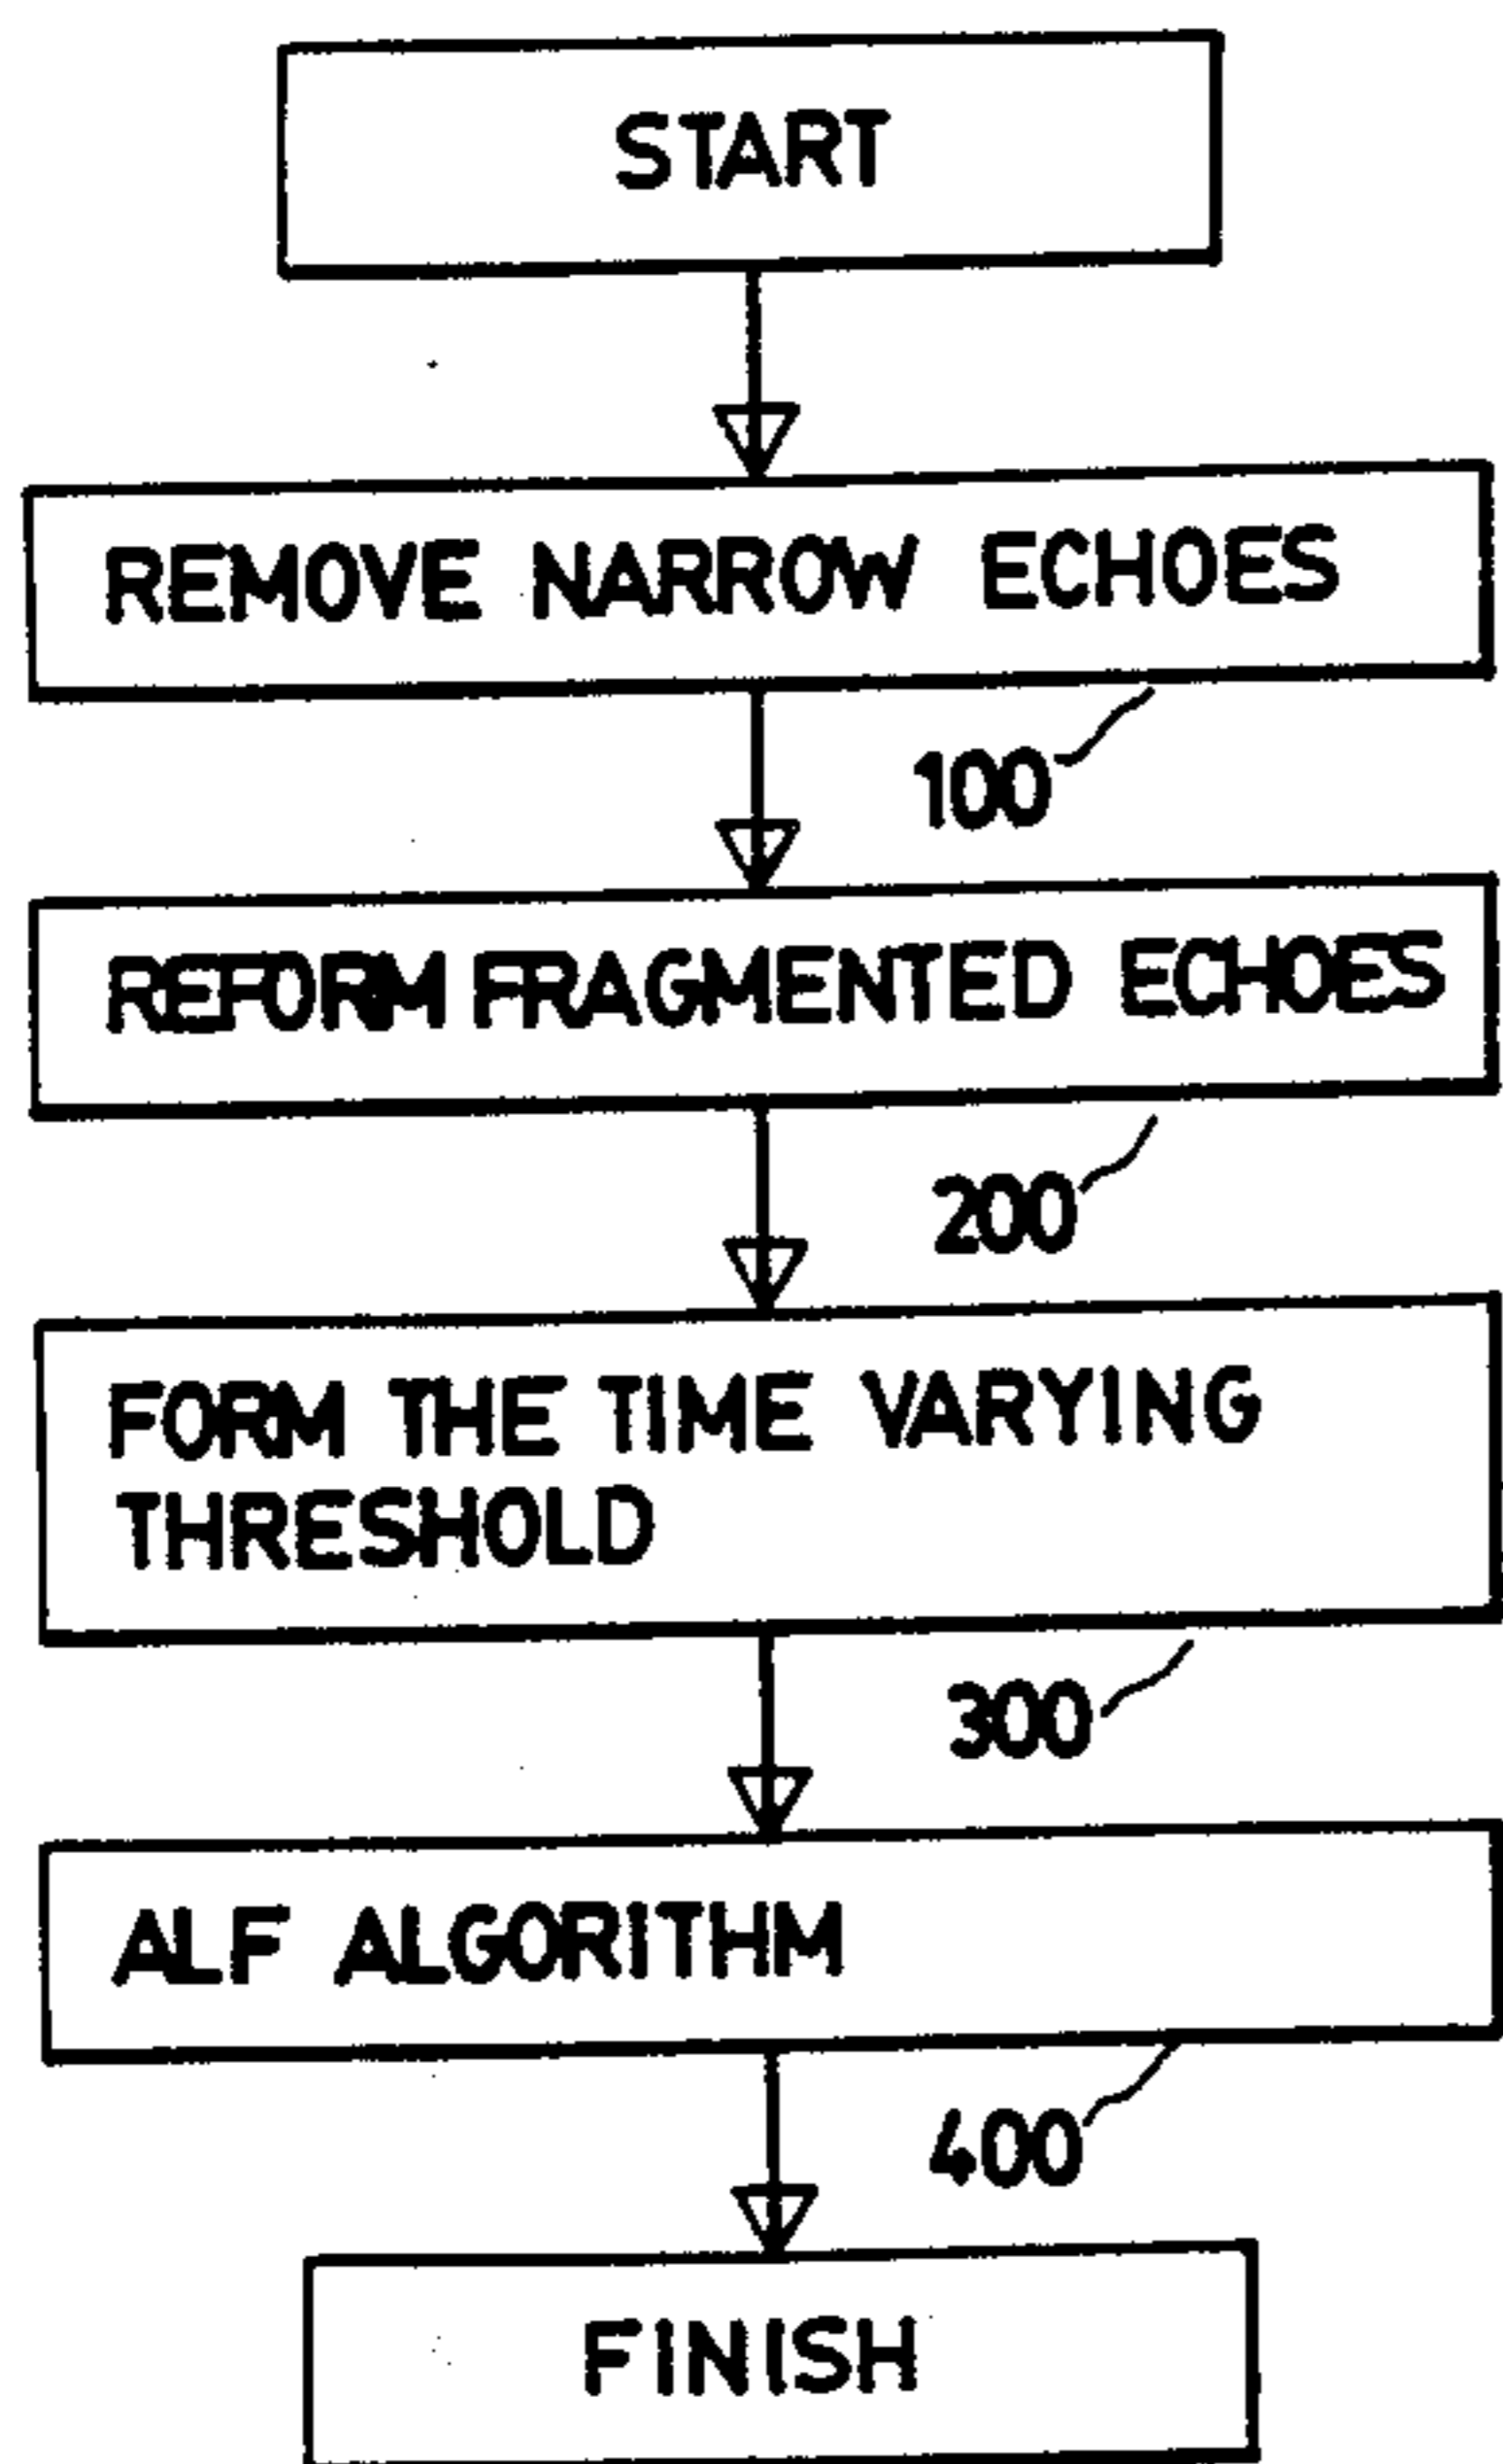 START
REMOVE NARROW ECHOES
100
REFORM FRAGMENTED ECHOES
200
FORM THE TIME VARYING
THRESHOLD
300
ALF ALGORITHM
400
FINISH